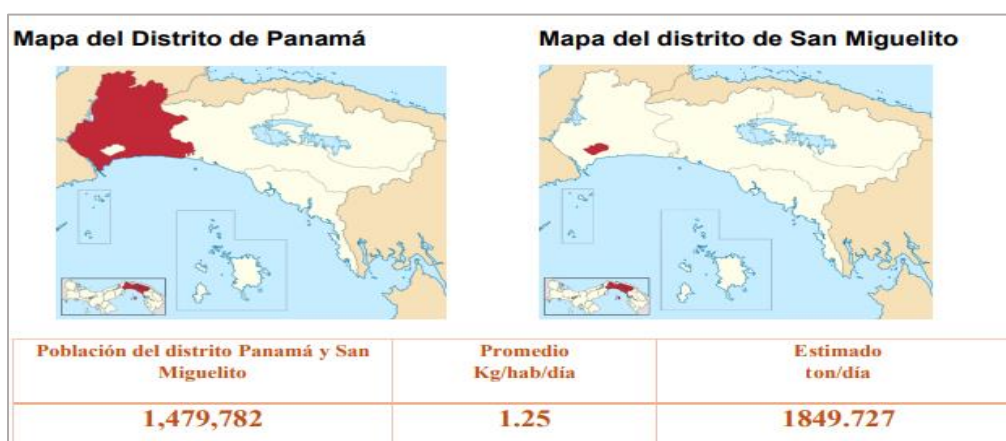 Mapa del Distrito de Panamá
Mapa del distrito de San Miguelito
Población del distrito Panamá y San
Miguelito
Promedio
Kg/hab/día
Estimado
ton/día
1,479,782
1.25
1849.727